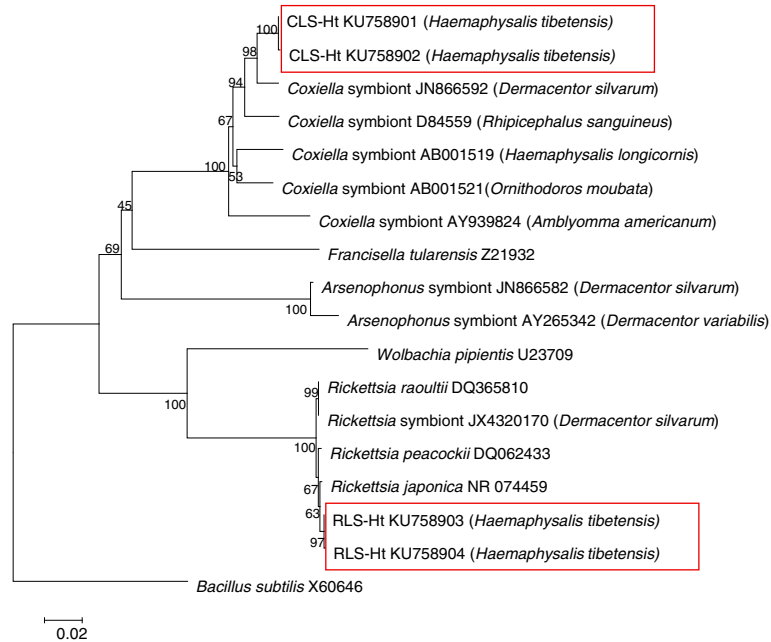 CLS-Ht KU758901 (Haemaphysalis tibetensis)
100
CLS-Ht KU758902 (Haemaphysalis tibetensis)
98
Coxiella symbiont JN866592 (Dermacentor silvarum)
94
Coxiella symbiont D84559 (Rhipicephalus sanguineus)
67
Coxiella symbiont AB001519 (Haemaphysalis longicornis)
100
53
Coxiella symbiont AB001521(Ornithodoros moubata)
45
Coxiella symbiont AY939824 (Amblyomma americanum)
69
Francisella tularensis Z21932
Arsenophonus symbiont JN866582 (Dermacentor silvarum)
100
Arsenophonus symbiont AY265342 (Dermacentor variabilis)
Wolbachia pipientis U23709
Rickettsia raoultii DQ365810
99
100
Rickettsia symbiont JX4320170 (Dermacentor silvarum)
100
Rickettsia peacockii DQ062433
67
Rickettsia japonica NR 074459
63
RLS-Ht KU758903 (Haemaphysalis tibetensis)
97
RLS-Ht KU758904 (Haemaphysalis tibetensis)
Bacillus subtilis X60646
0.02